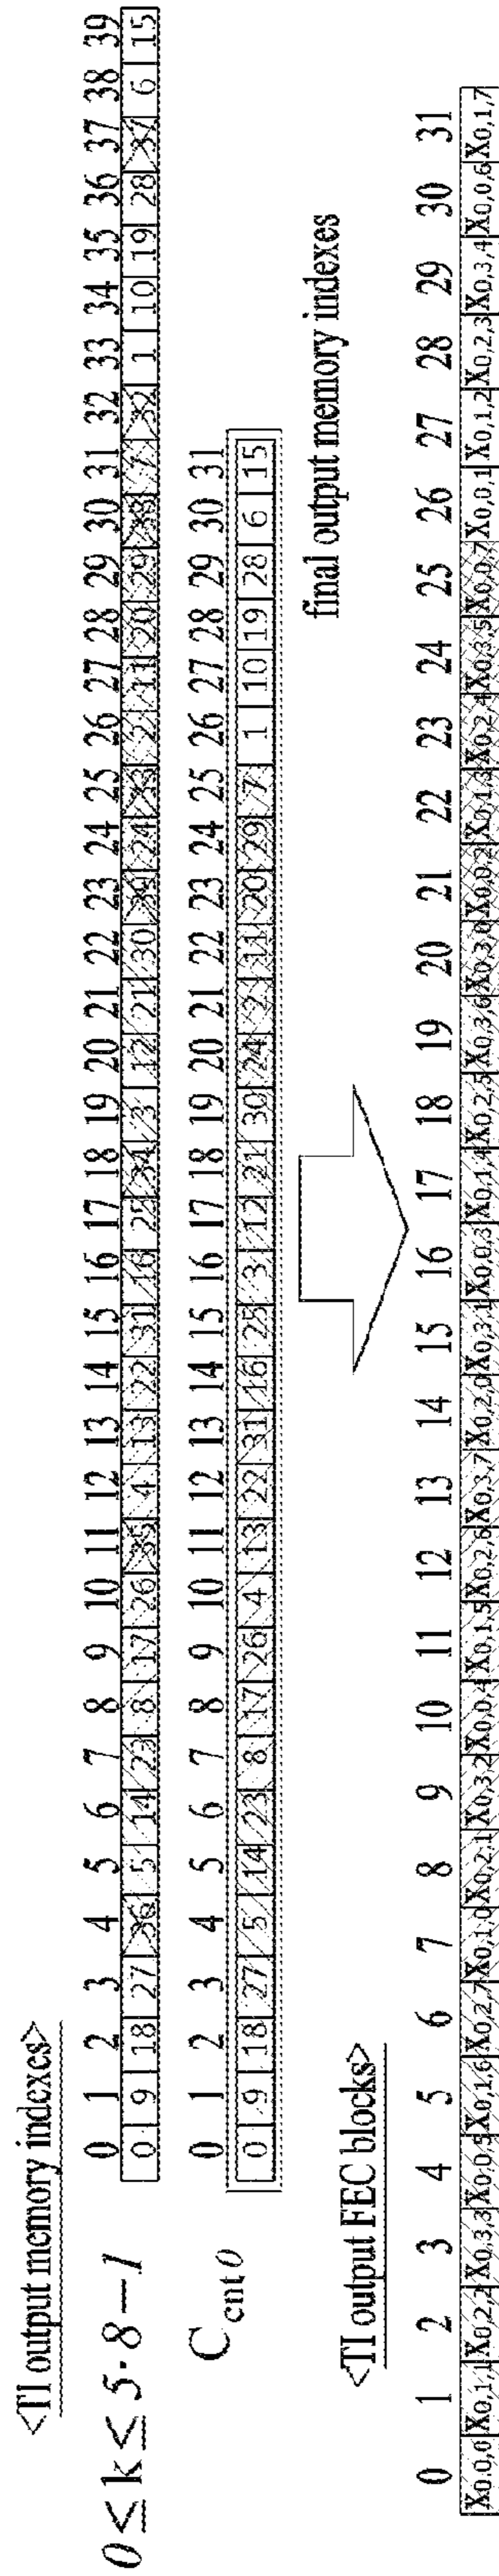 <TI output memory indexes>
0 1 2 3 4 5 6 7 8 9 10 11 12 13 14 15 16 17 18 19 20 21 22 23 24 25 26 27 28 29 30 31 32 33 34 35 36 37 38 39
0≤k≤5·8−1 0 9 18 27 36 5 14 23 8 17 26 35 4 13 22 31 16 25 34 3 12 21 30 39 24 33 2 11 20 29 38 7 32 1 10 19 28 37 6 15
0 1 2 3 4 5 6 7 8 9 10 11 12 13 14 15 16 17 18 19 20 21 22 23 24 25 26 27 28 29 30 31
Ccnt0 0 9 18 27 5 14 23 8 17 26 4 13 22 31 16 25 3 12 21 30 24 2 11 20 29 7 1 10 19 28 6 15
final output memory indexes
<TI output FEC blocks>
0 1 2 3 4 5 6 7 8 9 10 11 12 13 14 15 16 17 18 19 20 21 22 23 24 25 26 27 28 29 30 31
X0,0,0 X0,1,1 X0,2,2 X0,3,3 X0,0,5 X0,1,6 X0,2,7 X0,1,0 X0,2,1 X0,3,2 X0,0,4 X0,1,5 X0,2,6 X0,3,7 X0,2,0 X0,3,1 X0,0,3 X0,1,4 X0,2,5 X0,3,6 X0,3,0 X0,0,2 X0,1,3 X0,2,4 X0,3,5 X0,0,7 X0,0,1 X0,1,2 X0,2,3 X0,3,4 X0,0,6 X0,1,7